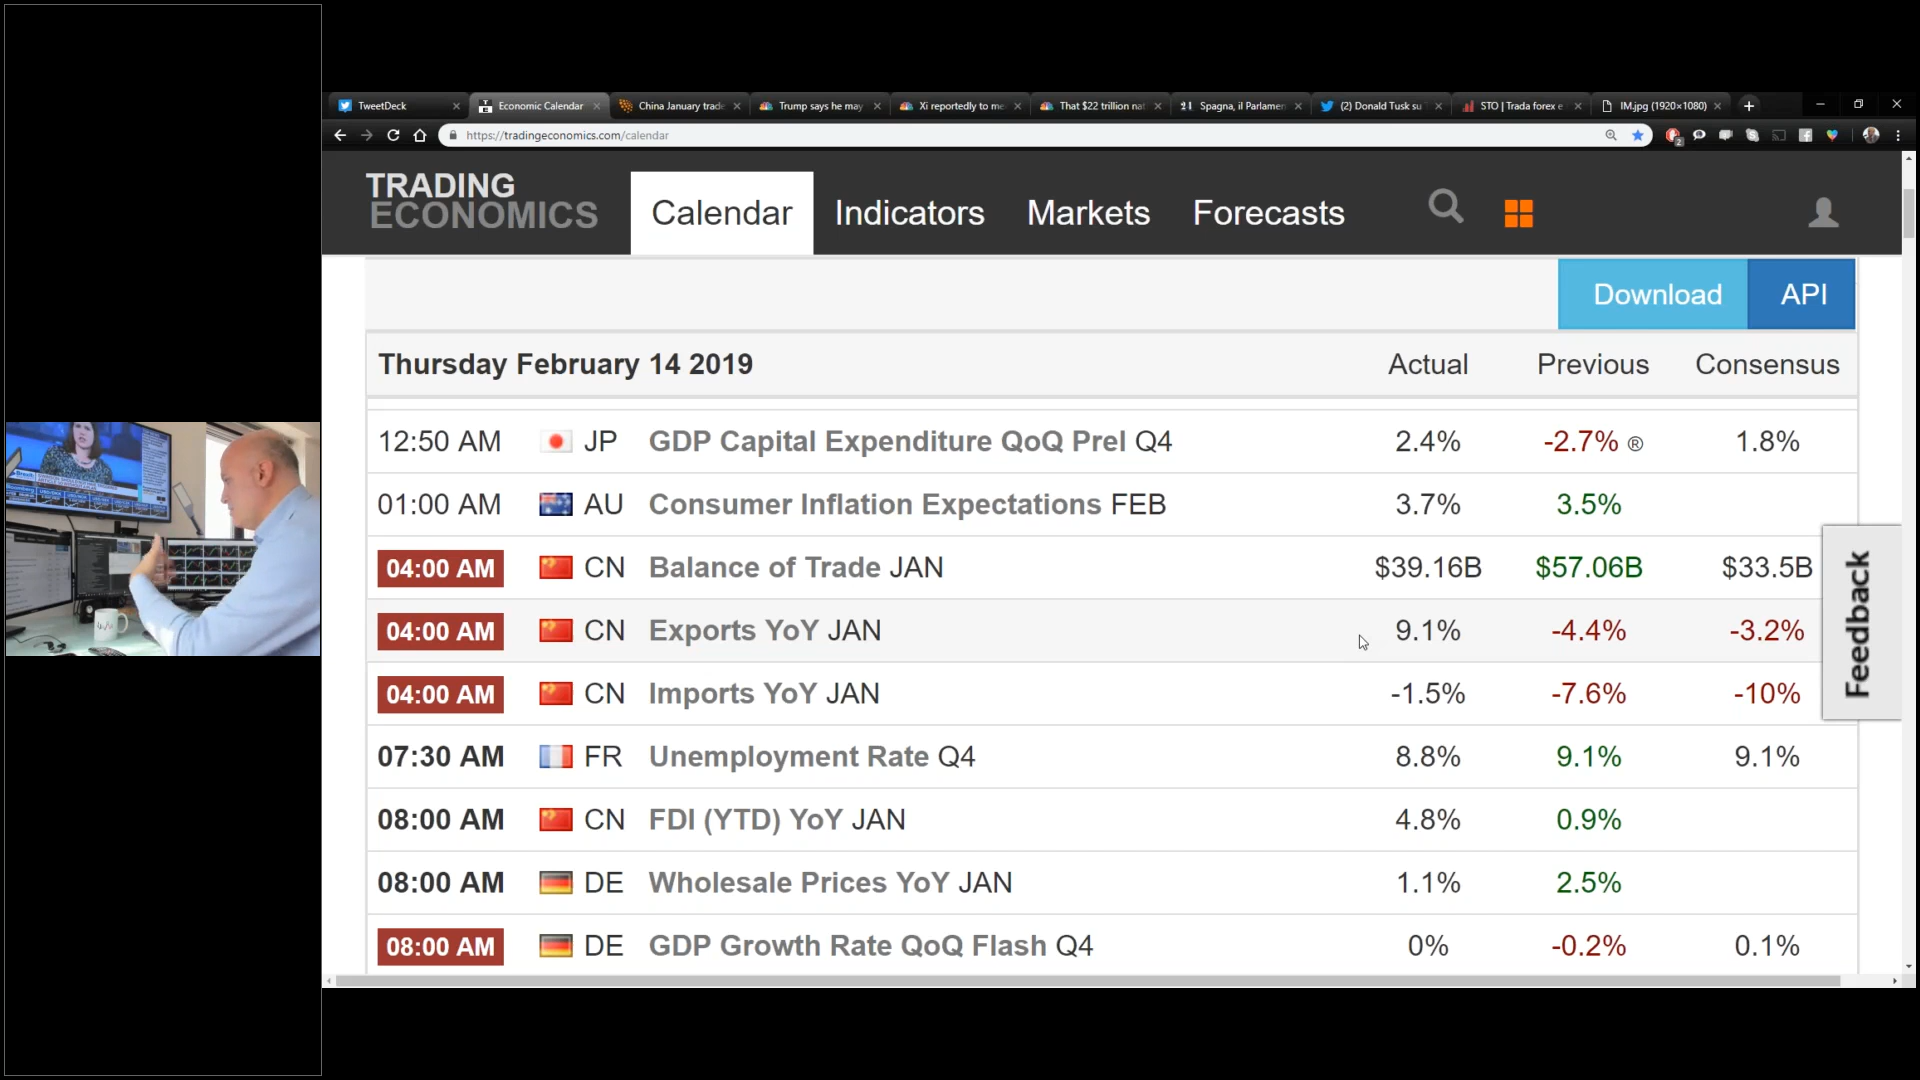 TweetDeck
Economic Calendar
China January trade
Trump says he may
Xi reportedly to me
That $22 trillion nat
Spagna, il Parlamen
(2) Donald Tusk su
STO | Trada forex e
IM.jpg (1920×1080)
https://tradingeconomics.com/calendar
TRADING
ECONOMICS
Calendar
Indicators
Markets
Forecasts
Download
API
Thursday February 14 2019 Actual Previous Consensus
12:50 AM JP GDP Capital Expenditure QoQ Prel Q4 2.4% -2.7% ® 1.8%
01:00 AM AU Consumer Inflation Expectations FEB 3.7% 3.5%
04:00 AM CN Balance of Trade JAN $39.16B $57.06B $33.5B
04:00 AM CN Exports YoY JAN 9.1% -4.4% -3.2%
04:00 AM CN Imports YoY JAN -1.5% -7.6% -10%
07:30 AM FR Unemployment Rate Q4 8.8% 9.1% 9.1%
08:00 AM CN FDI (YTD) YoY JAN 4.8% 0.9%
08:00 AM DE Wholesale Prices YoY JAN 1.1% 2.5%
08:00 AM DE GDP Growth Rate QoQ Flash Q4 0% -0.2% 0.1%
Feedback